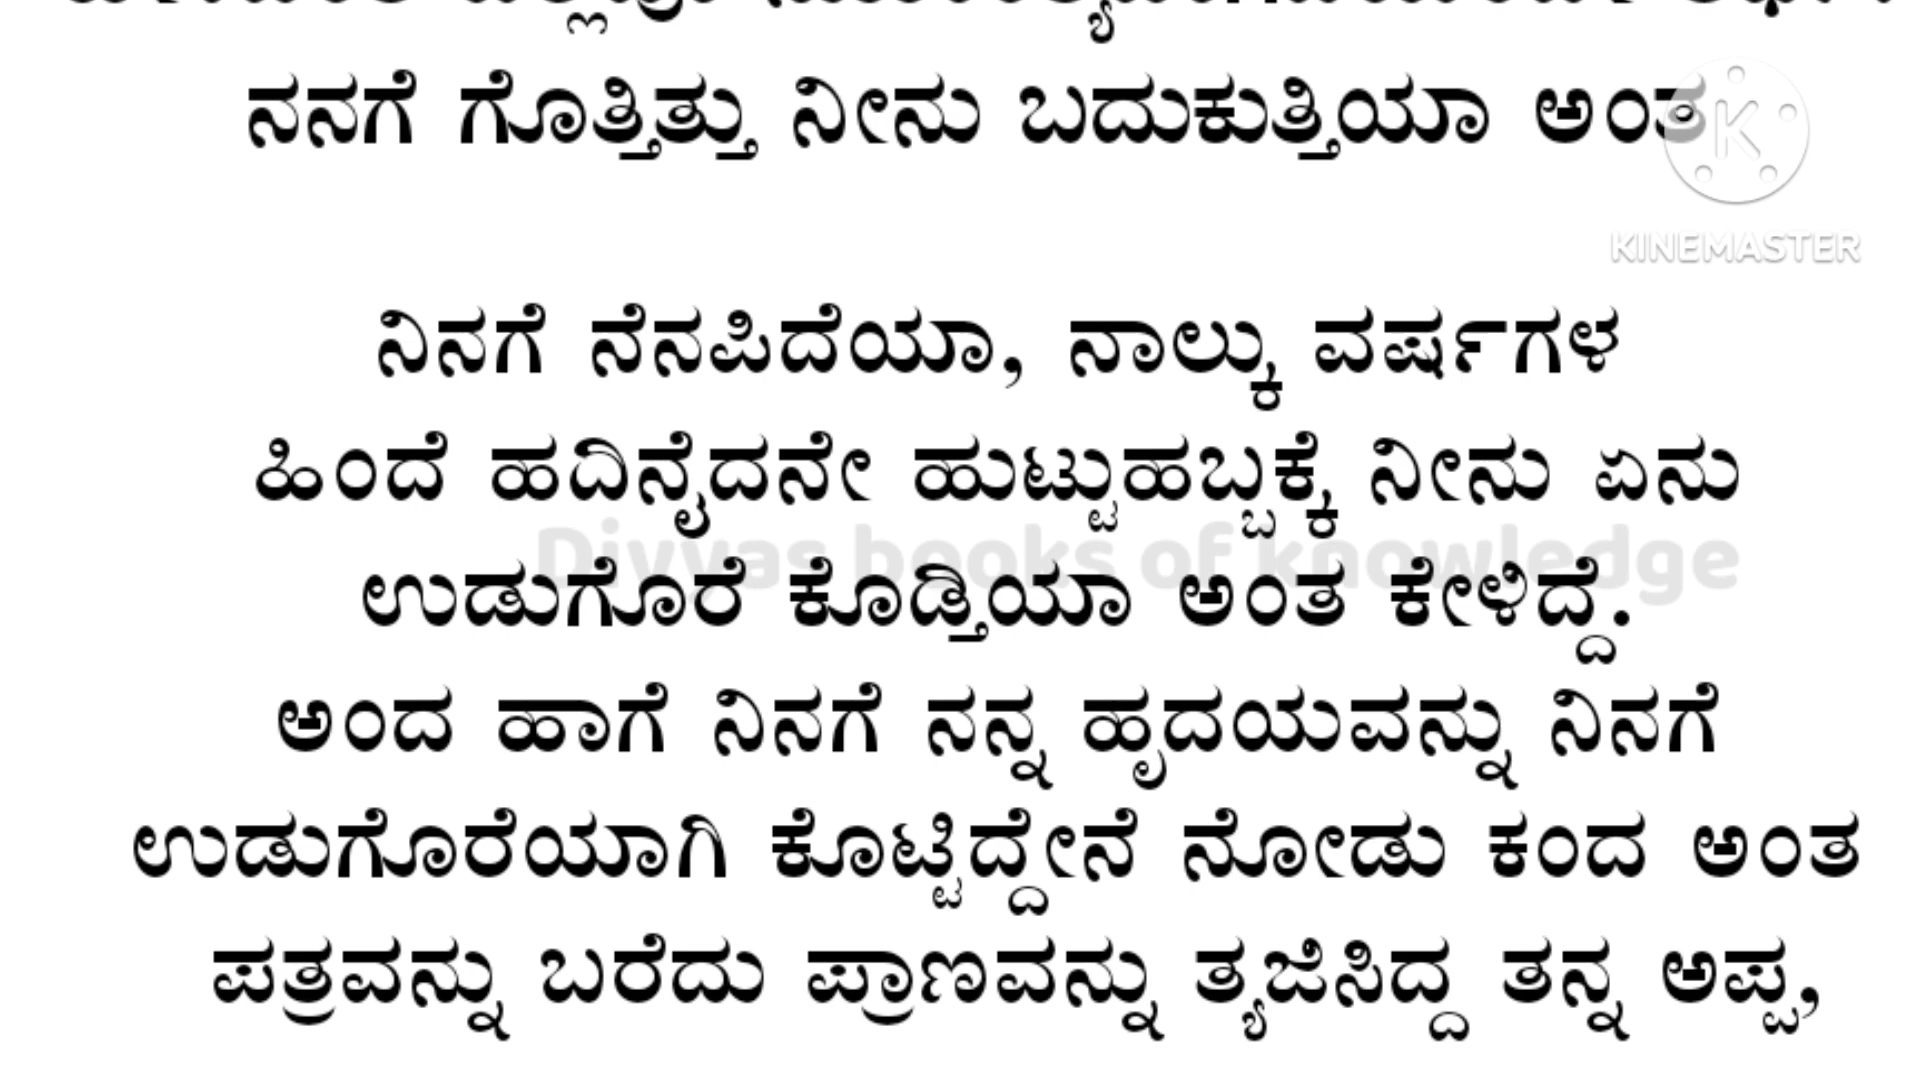 ನನಗೆ ಗೊತ್ತಿತ್ತು ನೀನು ಬದುಕುತ್ತಿಯಾ ಅಂತ
KINEMASTER
ನಿನಗೆ ನೆನಪಿದೆಯಾ, ನಾಲ್ಕು ವರ್ಷಗಳ
ಹಿಂದೆ ಹದಿನೈದನೇ ಹುಟ್ಟುಹಬ್ಬಕ್ಕೆ ನೀನು ಏನು
Divyas books of knowledge
ಉಡುಗೊರೆ ಕೊಡ್ತಿಯಾ ಅಂತ ಕೇಳಿದ್ದೆ.
ಅಂದ ಹಾಗೆ ನಿನಗೆ ನನ್ನ ಹೃದಯವನ್ನು ನಿನಗೆ
ಉಡುಗೊರೆಯಾಗಿ ಕೊಟ್ಟಿದ್ದೇನೆ ನೋಡು ಕಂದ ಅಂತ
ಪತ್ರವನ್ನು ಬರೆದು ಪ್ರಾಣವನ್ನು ತ್ಯಜಿಸಿದ್ದ ತನ್ನ ಅಪ್ಪ,